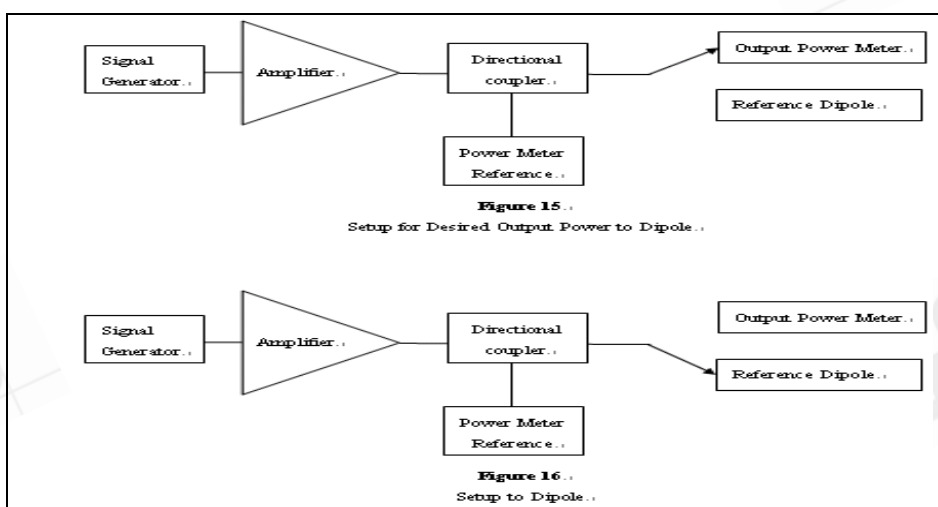 Signal
Generator
Amplifier
Directional
coupler
Output Power Meter
Reference Dipole
Power Meter
Reference
Figure 15
Setup for Desired Output Power to Dipole
Signal
Generator
Amplifier
Directional
coupler
Output Power Meter
Reference Dipole
Power Meter
Reference
Figure 16
Setup to Dipole